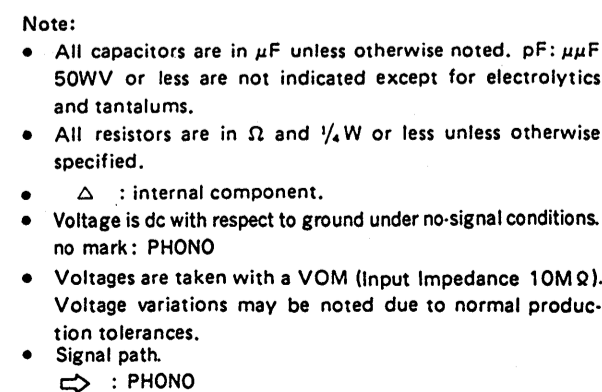 Note:
• All capacitors are in μF unless otherwise noted. pF: μμF
50WV or less are not indicated except for electrolytics
and tantalums.
• All resistors are in Ω and ¼W or less unless otherwise
specified.
• △ : internal component.
• Voltage is dc with respect to ground under no-signal conditions.
no mark: PHONO
• Voltages are taken with a VOM (Input Impedance 10MΩ).
Voltage variations may be noted due to normal produc-
tion tolerances.
• Signal path.
⇨ : PHONO